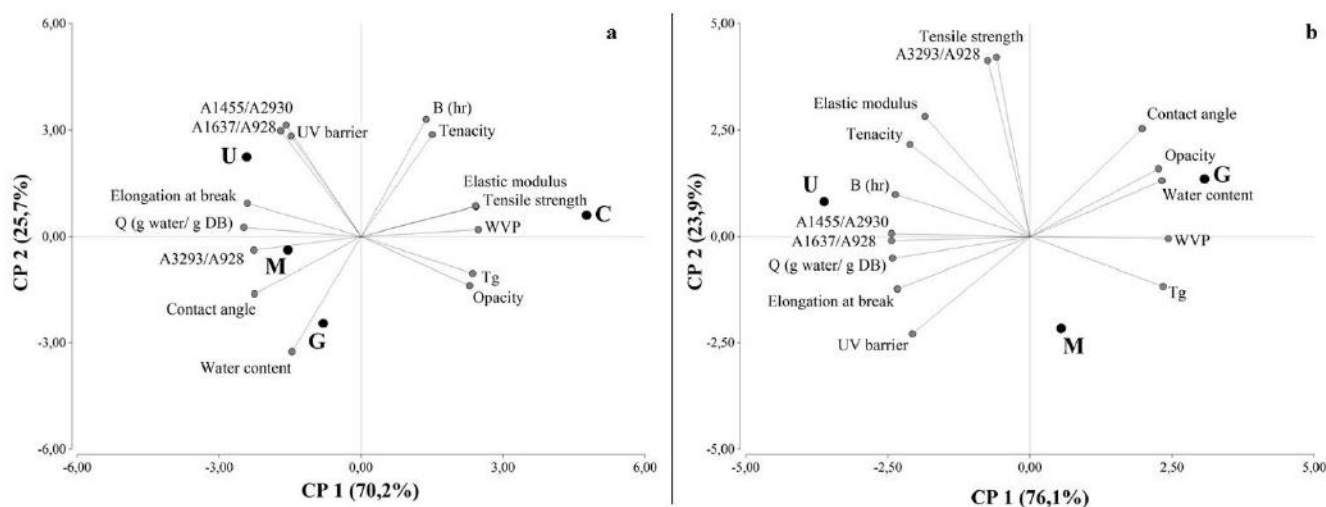 6,00
a
A1455/A2930
A1637/A928
UV barrier
B (hr)
Tenacity
3,00
U
Elongation at break
Elastic modulus
Tensile strength
C
Q (g water/ g DB)
WVP
0,00
A3293/A928
M
Tg
Opacity
Contact angle
-3,00
G
Water content
-6,00
-6,00 -3,00 0,00 3,00 6,00
CP 1 (70,2%)
CP 2 (25,7%)
5,00
b
Tensile strength
A3293/A928
Elastic modulus
Contact angle
2,50
Tenacity
Opacity
G
B (hr)
Water content
U
A1455/A2930
0,00
A1637/A928
WVP
Q (g water/ g DB)
Elongation at break
Tg
UV barrier
-2,50
M
-5,00
-5,00 -2,50 0,00 2,50 5,00
CP 1 (76,1%)
CP 2 (23,9%)